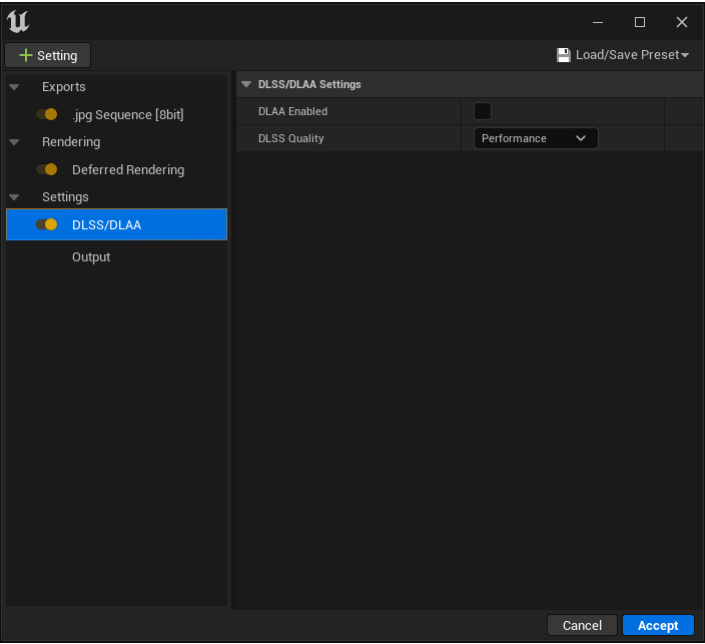 Setting
Load/Save Preset
Exports
.jpg Sequence [8bit]
Rendering
Deferred Rendering
Settings
DLSS/DLAA
Output
DLSS/DLAA Settings
DLAA Enabled
DLSS Quality Performance
Cancel Accept